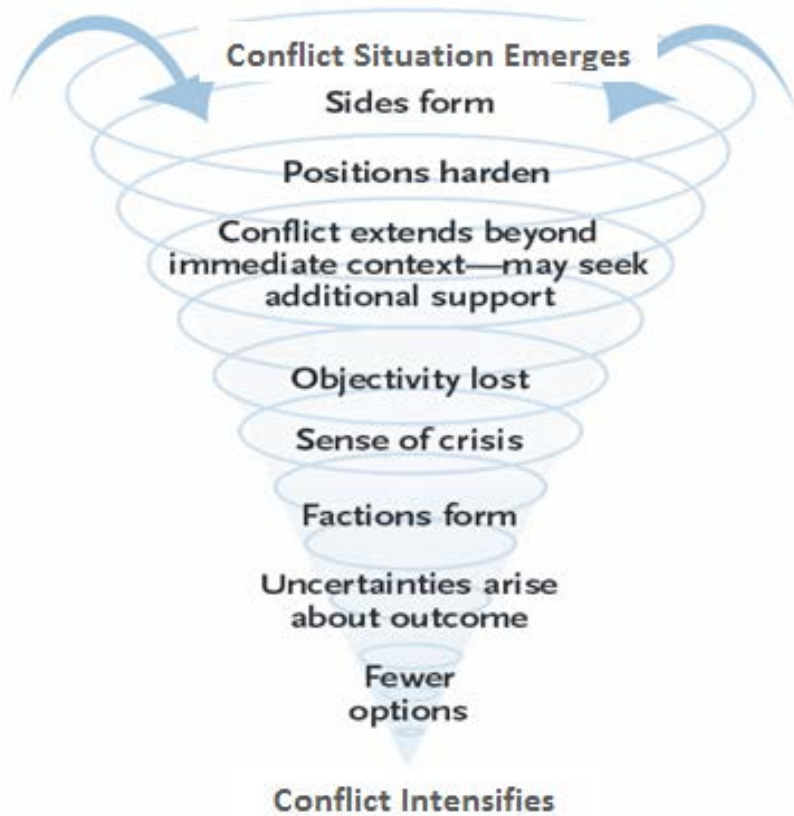 Conflict Situation Emerges
Sides form
Positions harden
Conflict extends beyond
immediate context—may seek
additional support
Objectivity lost
Sense of crisis
Factions form
Uncertainties arise
about outcome
Fewer
options
Conflict Intensifies